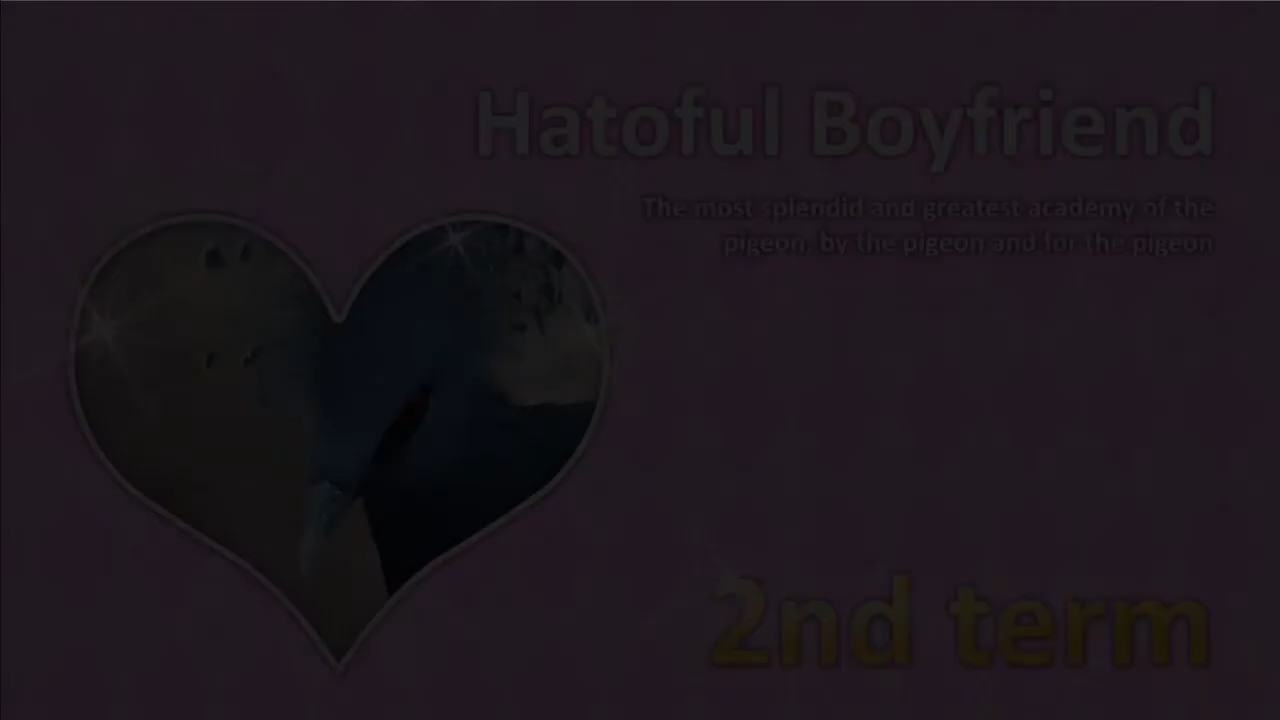 Hatoful Boyfriend
The most splendid and greatest academy of the
pigeon, by the pigeon and for the pigeon
2nd term